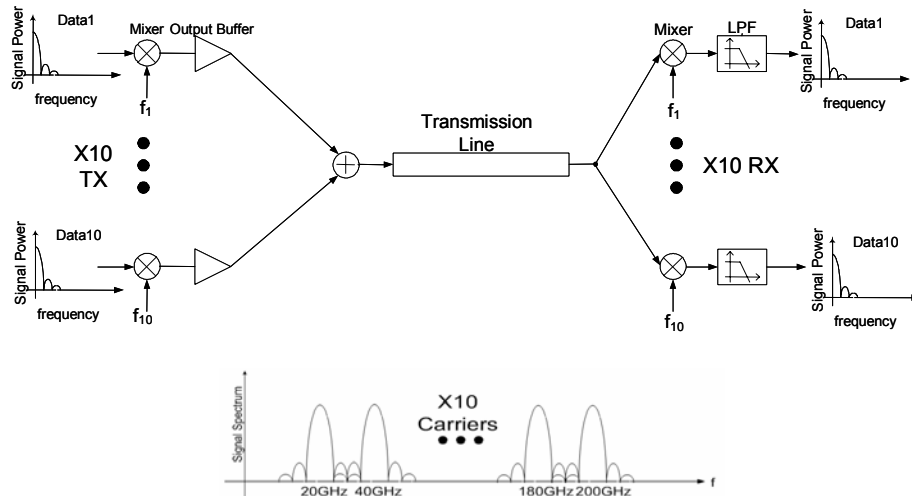 Signal Power
Data1
frequency
Mixer
Output Buffer
f1
X10
TX
Signal Power
Data10
frequency
f10
Transmission
Line
Mixer
LPF
f1
X10 RX
Signal Power
Data1
frequency
f10
Signal Power
Data10
frequency
Signal Spectrum
X10
Carriers
20GHz
40GHz
180GHz
200GHz
f